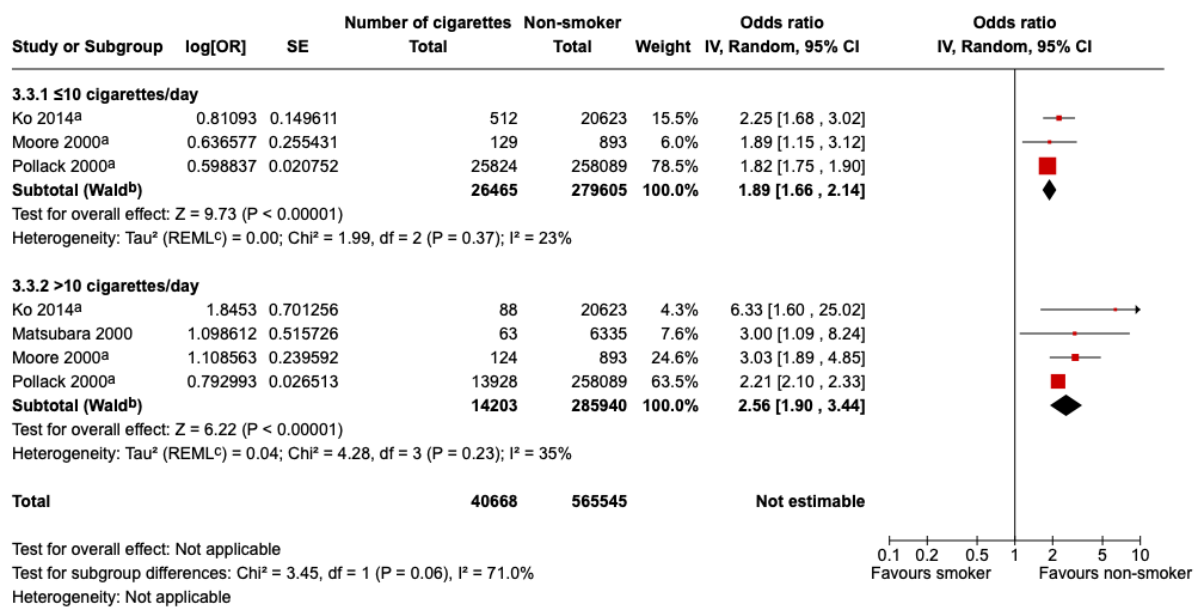 Number of cigarettes Non-smoker Odds ratio Odds ratio
Study or Subgroup log[OR] SE Total Total Weight IV, Random, 95% CI IV, Random, 95% CI
3.3.1 ≤10 cigarettes/day
Ko 2014ᵃ 0.81093 0.149611 512 20623 15.5% 2.25 [1.68 , 3.02]
Moore 2000ᵃ 0.636577 0.255431 129 893 6.0% 1.89 [1.15 , 3.12]
Pollack 2000ᵃ 0.598837 0.020752 25824 258089 78.5% 1.82 [1.75 , 1.90]
Subtotal (Waldᵇ) 26465 279605 100.0% 1.89 [1.66 , 2.14]
Test for overall effect: Z = 9.73 (P < 0.00001)
Heterogeneity: Tau² (REMLᶜ) = 0.00; Chi² = 1.99, df = 2 (P = 0.37); I² = 23%
3.3.2 >10 cigarettes/day
Ko 2014ᵃ 1.8453 0.701256 88 20623 4.3% 6.33 [1.60 , 25.02]
Matsubara 2000 1.098612 0.515726 63 6335 7.6% 3.00 [1.09 , 8.24]
Moore 2000ᵃ 1.108563 0.239592 124 893 24.6% 3.03 [1.89 , 4.85]
Pollack 2000ᵃ 0.792993 0.026513 13928 258089 63.5% 2.21 [2.10 , 2.33]
Subtotal (Waldᵇ) 14203 285940 100.0% 2.56 [1.90 , 3.44]
Test for overall effect: Z = 6.22 (P < 0.00001)
Heterogeneity: Tau² (REMLᶜ) = 0.04; Chi² = 4.28, df = 3 (P = 0.23); I² = 35%
Total 40668 565545 Not estimable
Test for overall effect: Not applicable
Test for subgroup differences: Chi² = 3.45, df = 1 (P = 0.06), I² = 71.0%
Heterogeneity: Not applicable
0.1 0.2 0.5 1 2 5 10
Favours smoker Favours non-smoker